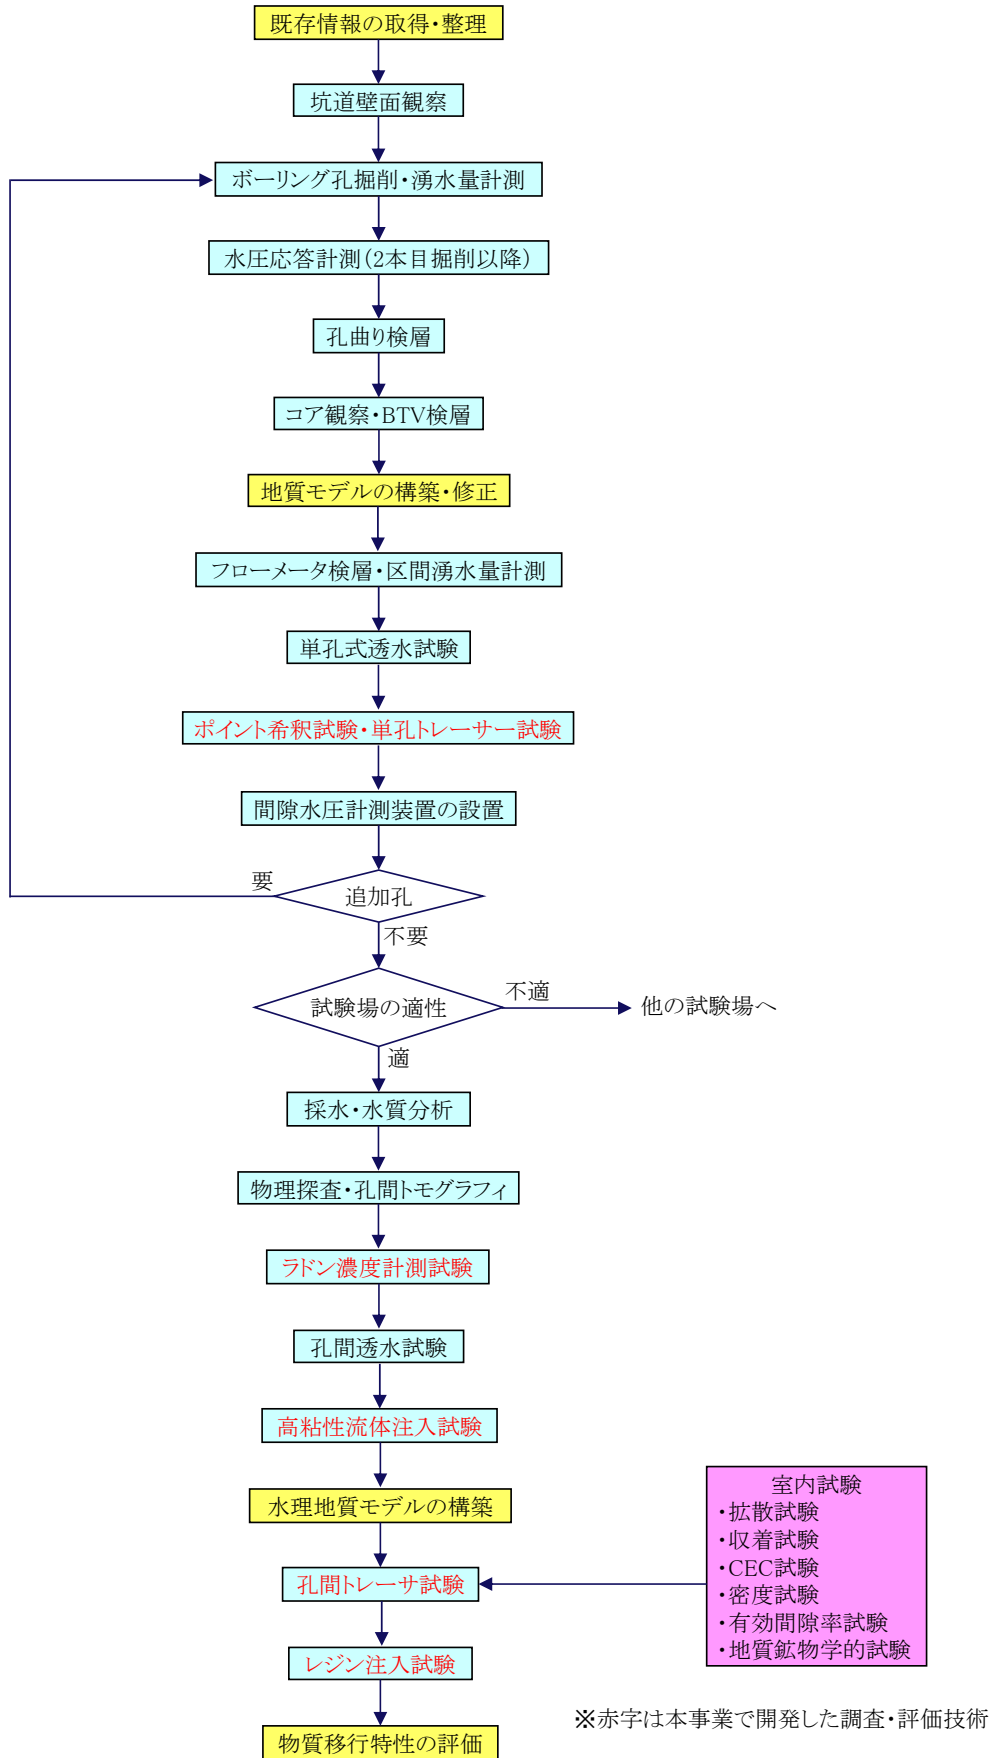 既存情報の取得・整理
坑道壁面観察
ボーリング孔掘削・湧水量計測
水圧応答計測(2本目掘削以降)
孔曲り検層
コア観察・BTV検層
地質モデルの構築・修正
フローメータ検層・区間湧水量計測
単孔式透水試験
ポイント希釈試験・単孔トレーサー試験
間隙水圧計測装置の設置
要
追加孔
不要
試験場の適性
不適
他の試験場へ
適
採水・水質分析
物理探査・孔間トモグラフィ
ラドン濃度計測試験
孔間透水試験
高粘性流体注入試験
水理地質モデルの構築
室内試験
・拡散試験
・収着試験
・CEC試験
・密度試験
・有効間隙率試験
・地質鉱物学的試験
孔間トレーサ試験
レジン注入試験
※赤字は本事業で開発した調査・評価技術
物質移行特性の評価